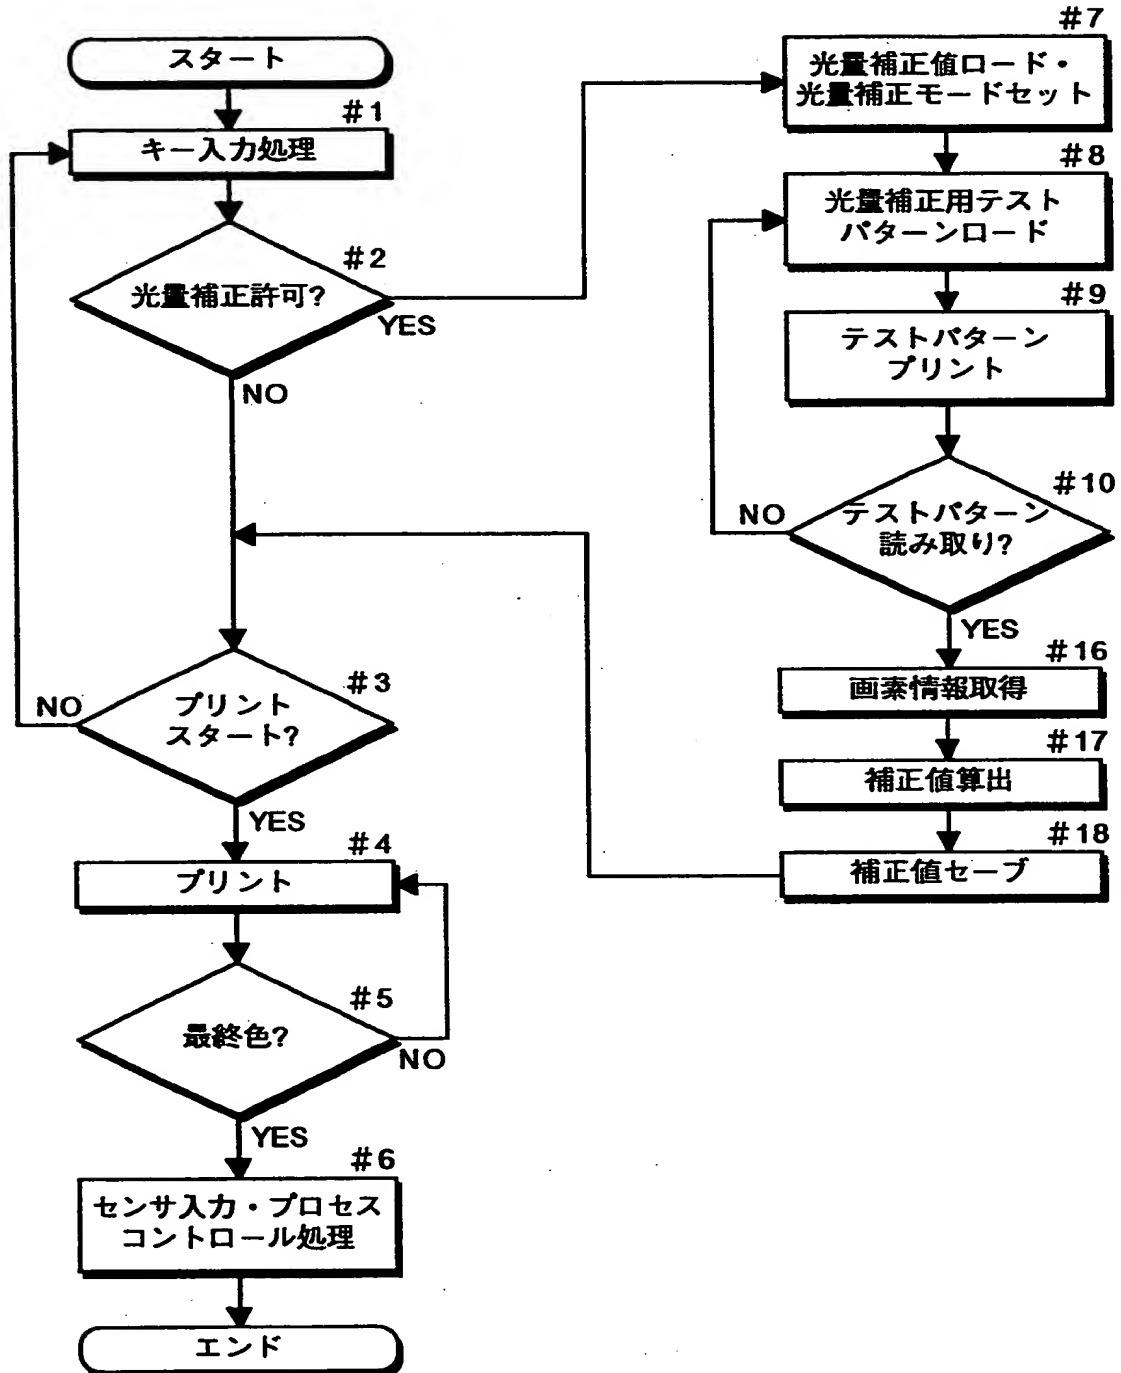 スタート
#1
キー入力処理
#2
光量補正許可?
YES
NO
#3
プリント
スタート?
NO
YES
#4
プリント
#5
最終色?
NO
YES
#6
センサ入力・プロセス
コントロール処理
エンド
#7
光量補正値ロード・
光量補正モードセット
#8
光量補正用テスト
パターンロード
#9
テストパターン
プリント
#10
テストパターン
読み取り?
NO
YES
#16
画素情報取得
#17
補正値算出
#18
補正値セーブ